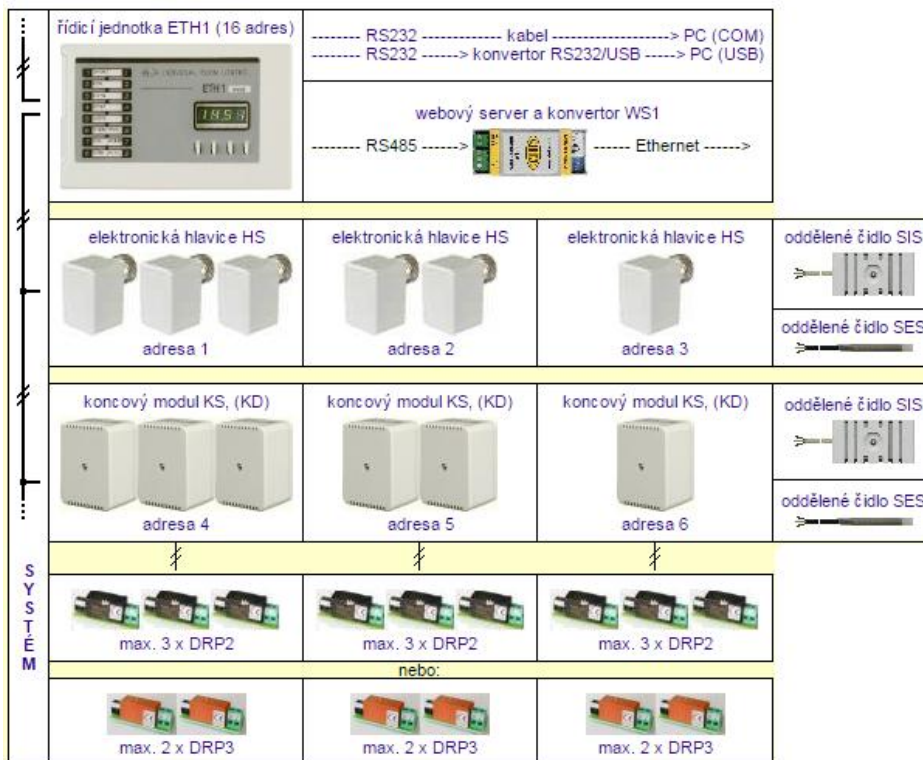 řídicí jednotka ETH1 (16 adres)
-------- RS232 ------------- kabel --------------------> PC (COM)
-------- RS232 ------> konvertor RS232/USB -----> PC (USB)
ETH1
webový server a konvertor WS1
-------- RS485 ------>
----- Ethernet ------>
elektronická hlavice HS
elektronická hlavice HS
elektronická hlavice HS
oddělené čidlo SIS
adresa 1
adresa 2
adresa 3
oddělené čidlo SES
koncový modul KS, (KD)
koncový modul KS, (KD)
koncový modul KS, (KD)
oddělené čidlo SIS
adresa 4
adresa 5
adresa 6
oddělené čidlo SES
SYSTÉM
max. 3 x DRP2
max. 3 x DRP2
max. 3 x DRP2
nebo:
max. 2 x DRP3
max. 2 x DRP3
max. 2 x DRP3